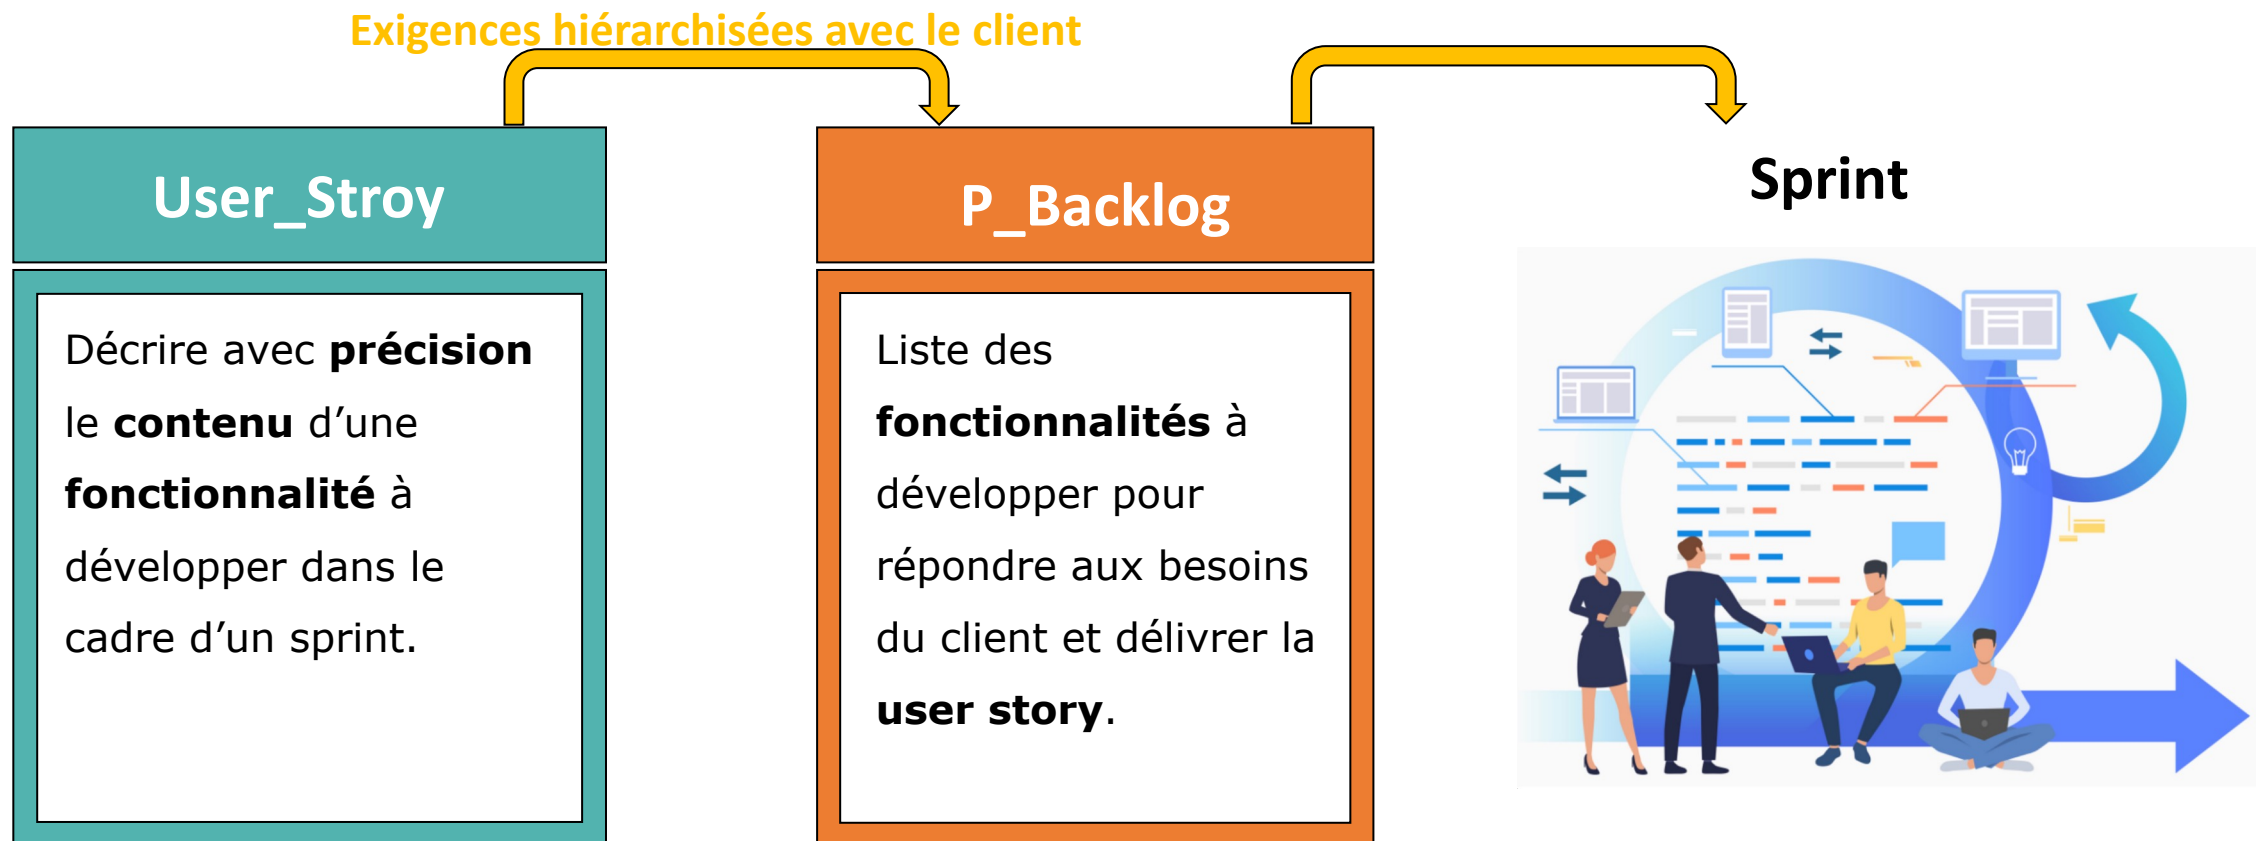 Exigences hiérarchisées avec le client
User_Stroy
Décrire avec précision
le contenu d’une
fonctionnalité à
développer dans le
cadre d’un sprint.
P_Backlog
Liste des
fonctionnalités à
développer pour
répondre aux besoins
du client et délivrer la
user story.
Sprint